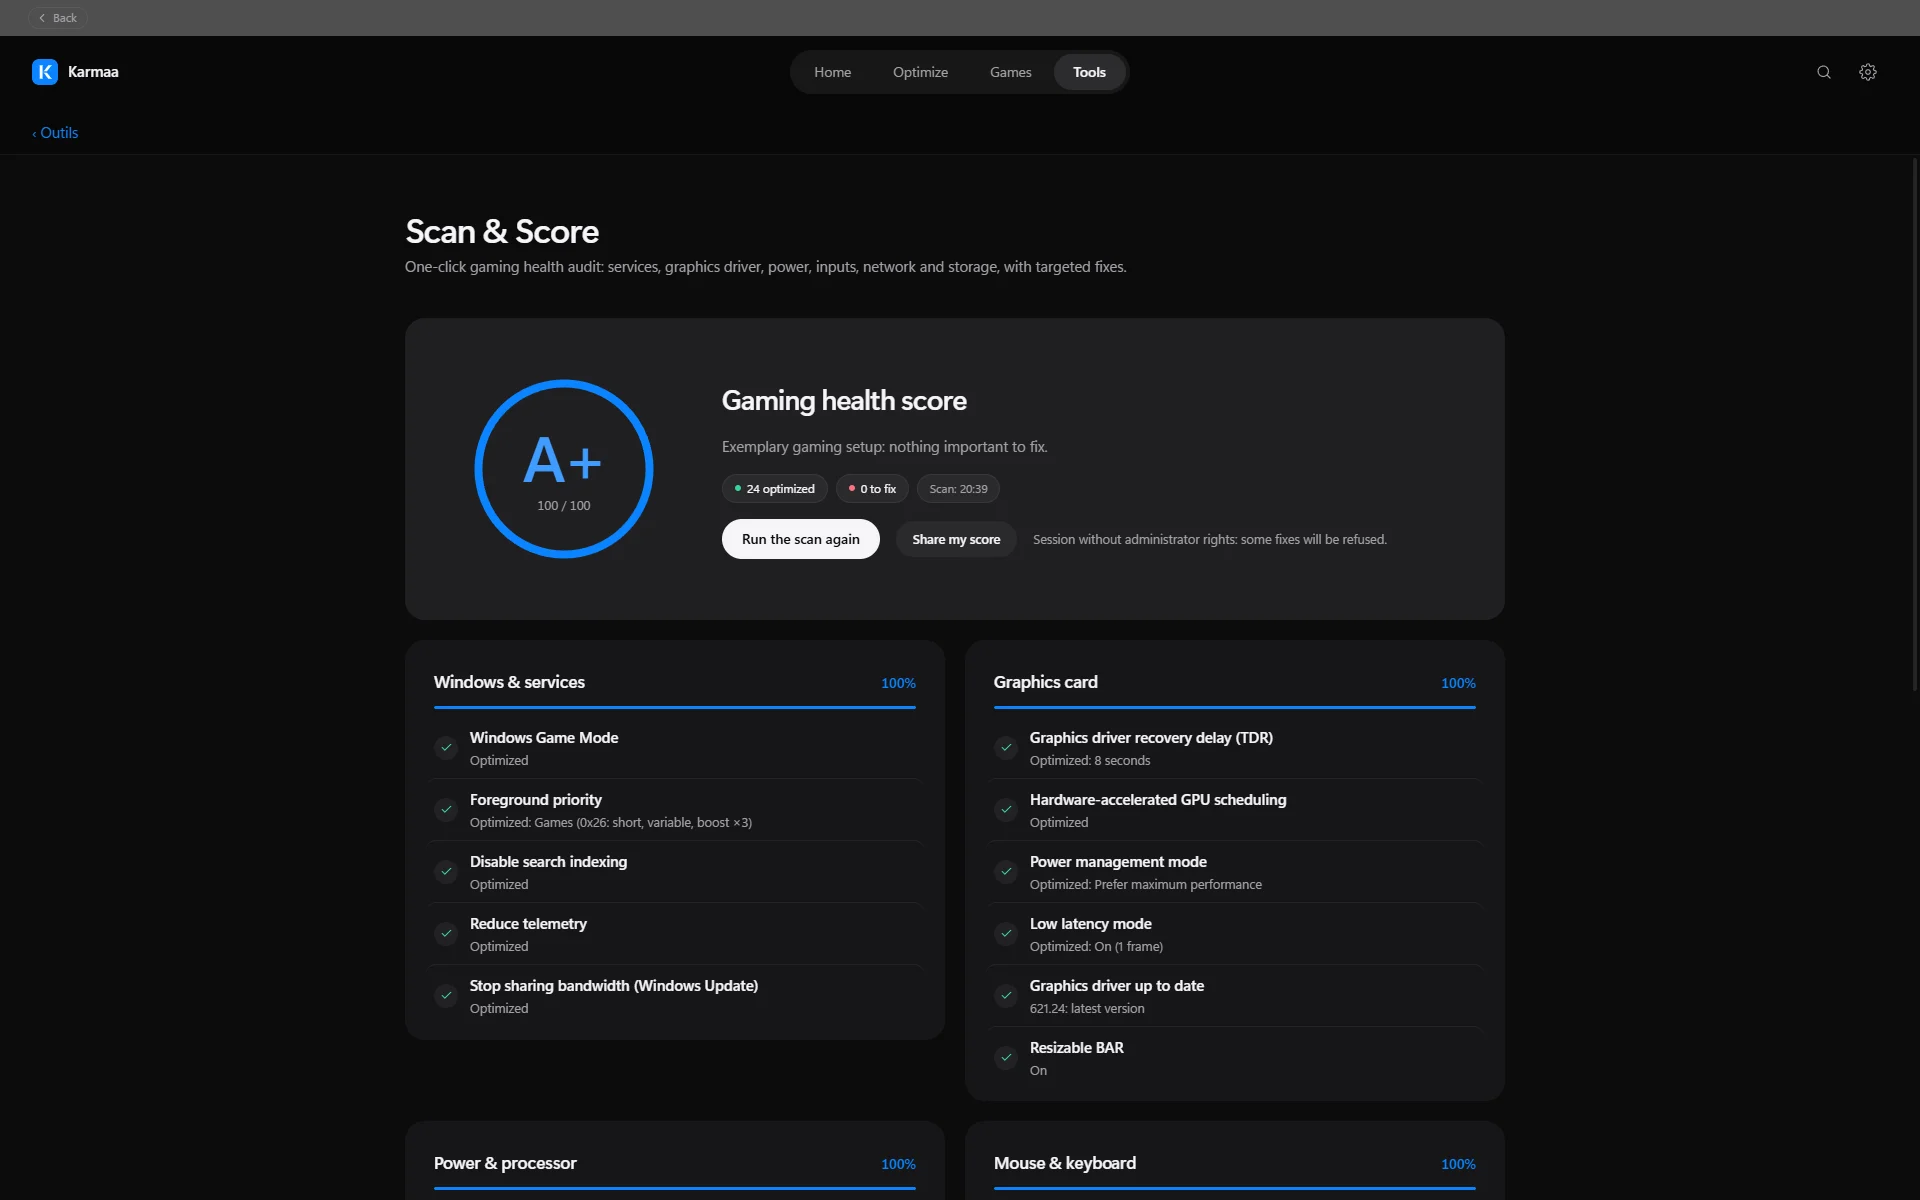 Back
Karmaa
Home
Optimize
Games
Tools
‹ Outils
Scan & Score
One-click gaming health audit: services, graphics driver, power, inputs, network and storage, with targeted fixes.
A+
100 / 100
Gaming health score
Exemplary gaming setup: nothing important to fix.
24 optimized
0 to fix
Scan: 20:39
Run the scan again
Share my score
Session without administrator rights: some fixes will be refused.
Windows & services
100%
Windows Game Mode
Optimized
Foreground priority
Optimized: Games (0x26: short, variable, boost ×3)
Disable search indexing
Optimized
Reduce telemetry
Optimized
Stop sharing bandwidth (Windows Update)
Optimized
Graphics card
100%
Graphics driver recovery delay (TDR)
Optimized: 8 seconds
Hardware-accelerated GPU scheduling
Optimized
Power management mode
Optimized: Prefer maximum performance
Low latency mode
Optimized: On (1 frame)
Graphics driver up to date
621.24: latest version
Resizable BAR
On
Power & processor
100%
Mouse & keyboard
100%